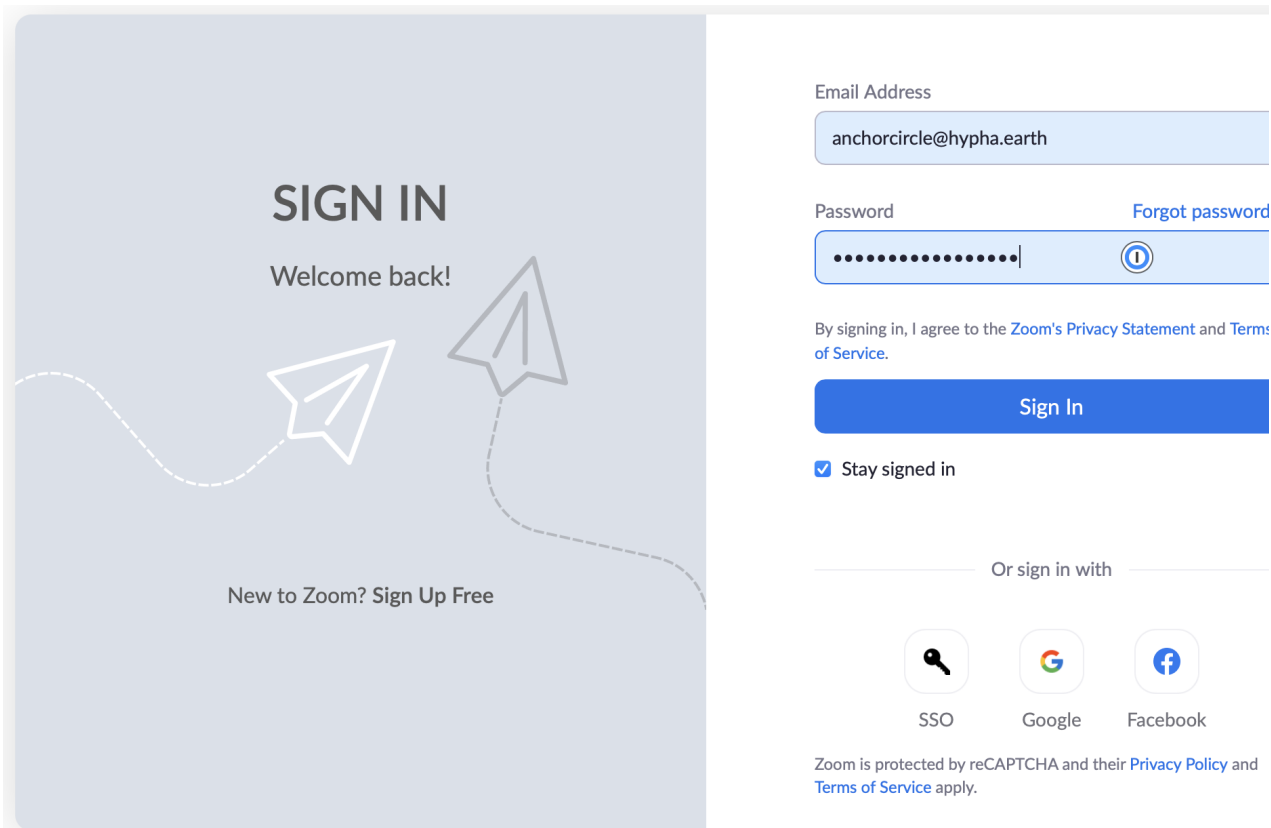 SIGN IN
Welcome back!
New to Zoom? Sign Up Free
Email Address
anchorcircle@hypha.earth
Password Forgot password
•••••••••••••••••
By signing in, I agree to the Zoom's Privacy Statement and Terms
of Service.
Sign In
Stay signed in
Or sign in with
SSO Google Facebook
Zoom is protected by reCAPTCHA and their Privacy Policy and
Terms of Service apply.